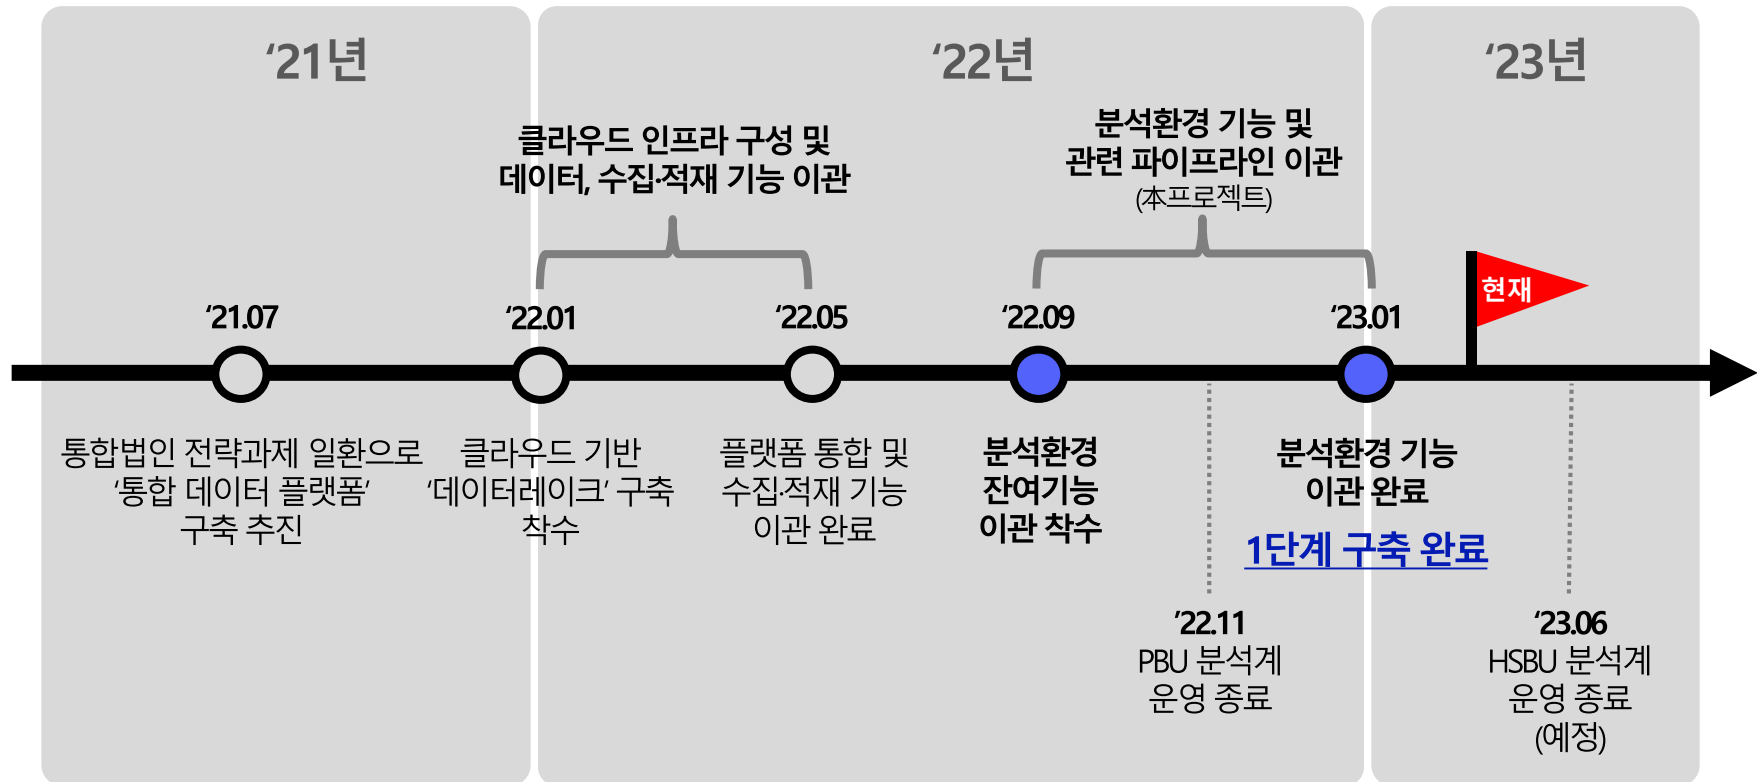 ‘21년
‘22년
‘23년
클라우드 인프라 구성 및
데이터, 수집·적재 기능 이관
분석환경 기능 및
관련 파이프라인 이관
(本프로젝트)
현재
‘21.07
‘22.01
‘22.05
‘22.09
‘23.01
통합법인 전략과제 일환으로
‘통합 데이터 플랫폼’
구축 추진
클라우드 기반
‘데이터레이크’ 구축
착수
플랫폼 통합 및
수집·적재 기능
이관 완료
분석환경
잔여기능
이관 착수
분석환경 기능
이관 완료
1단계 구축 완료
’22.11
PBU 분석계
운영 종료
‘23.06
HSBU 분석계
운영 종료
(예정)